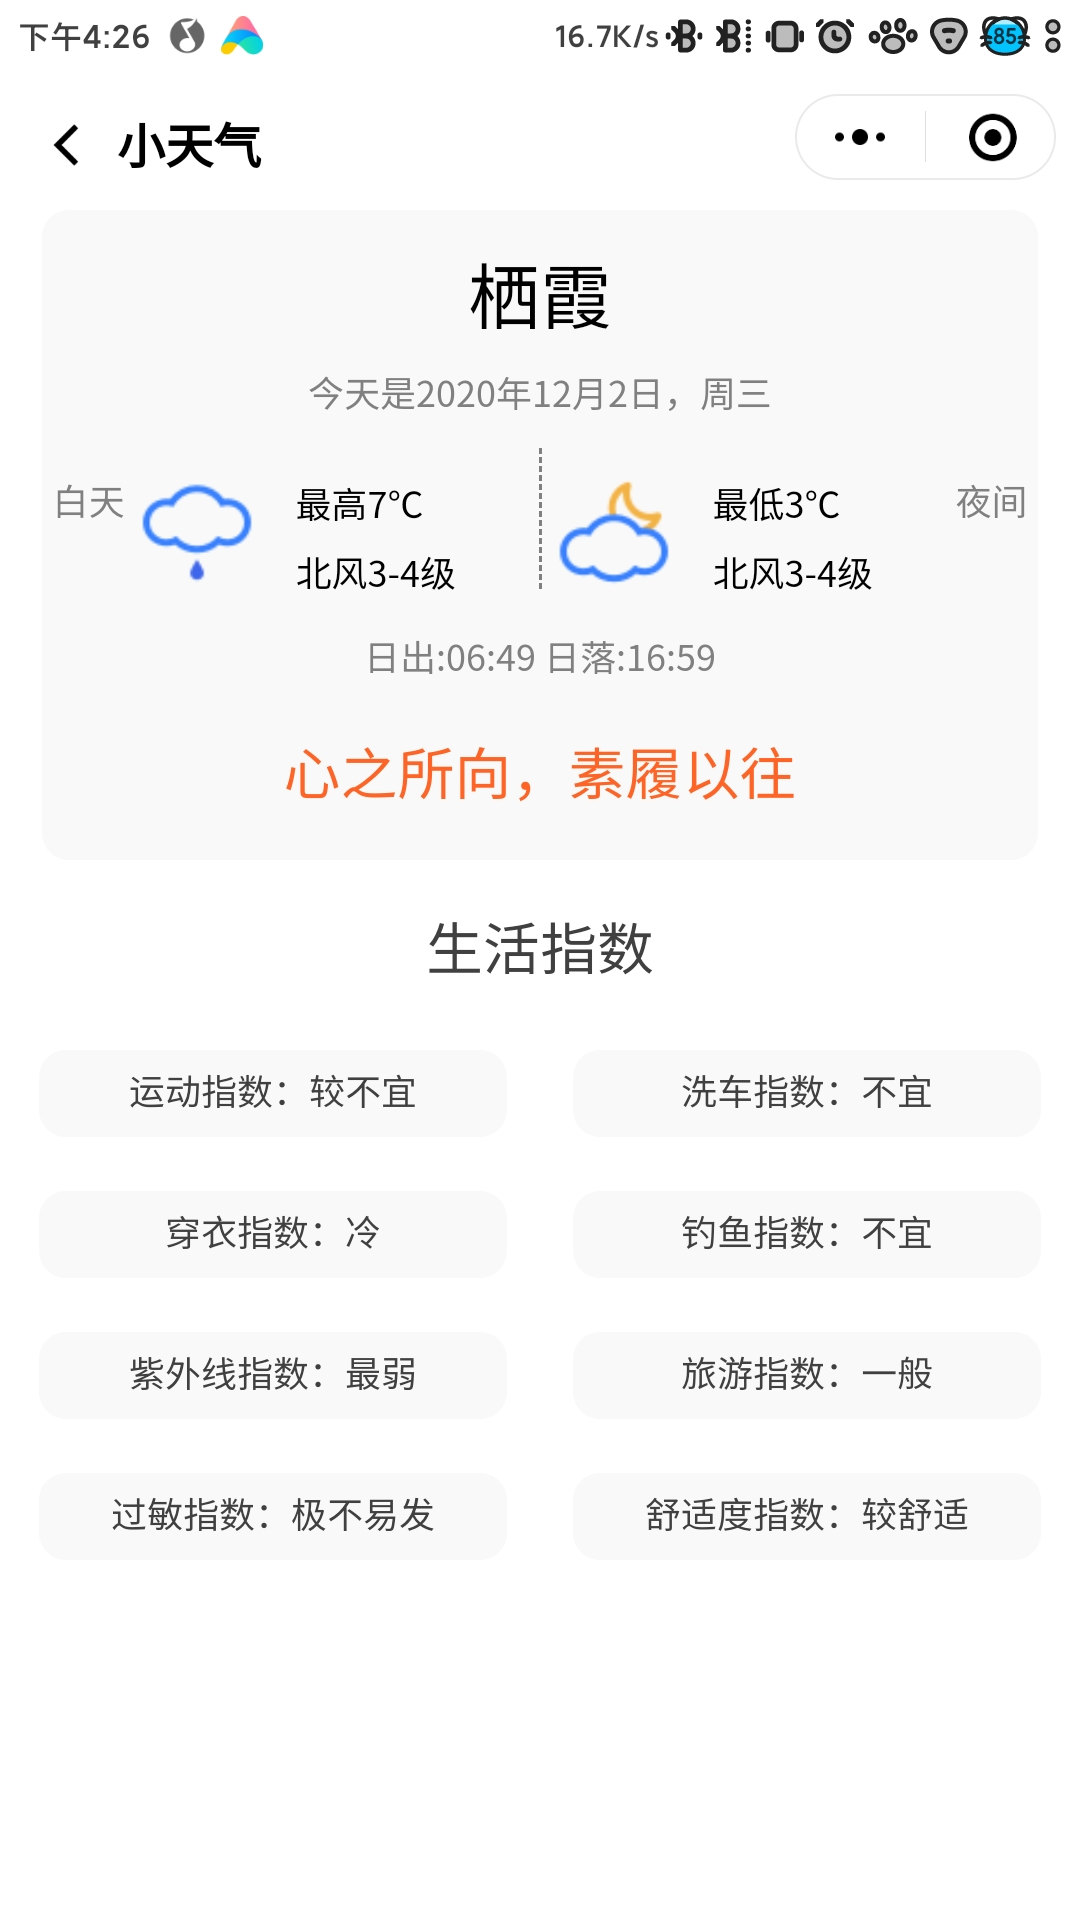 下午4:26
16.7K/s
85
小天气
栖霞
今天是2020年12月2日，周三
白天
最高7℃
北风3-4级
最低3℃
北风3-4级
夜间
日出:06:49 日落:16:59
心之所向，素履以往
生活指数
运动指数：较不宜
洗车指数：不宜
穿衣指数：冷
钓鱼指数：不宜
紫外线指数：最弱
旅游指数：一般
过敏指数：极不易发
舒适度指数：较舒适